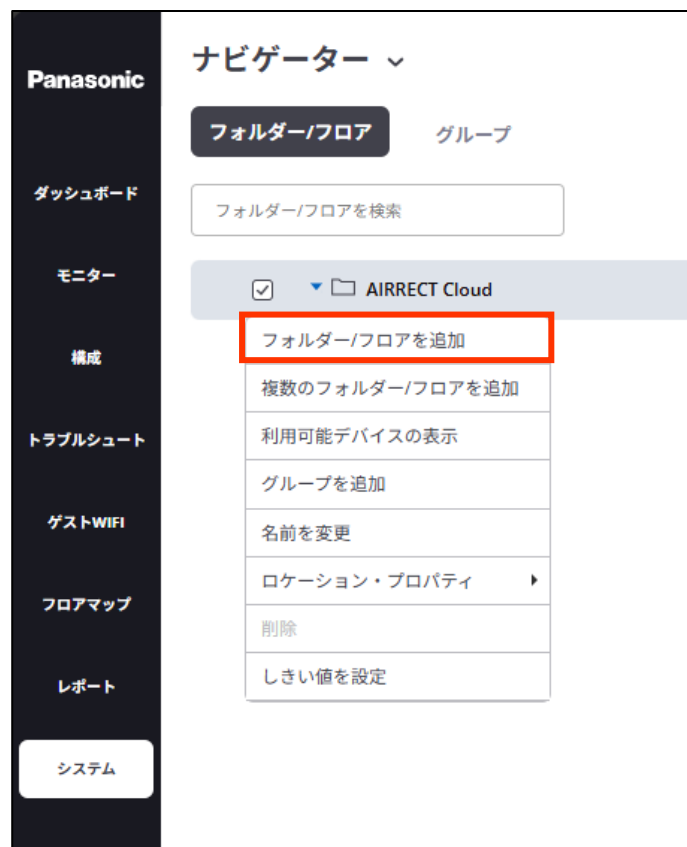 Panasonic
ダッシュボード
モニター
構成
トラブルシュート
ゲストWIFI
フロアマップ
レポート
システム
ナビゲーター
フォルダー/フロア
グループ
フォルダー/フロアを検索
AIRRECT Cloud
フォルダー/フロアを追加
複数のフォルダー/フロアを追加
利用可能デバイスの表示
グループを追加
名前を変更
ロケーション・プロパティ
削除
しきい値を設定